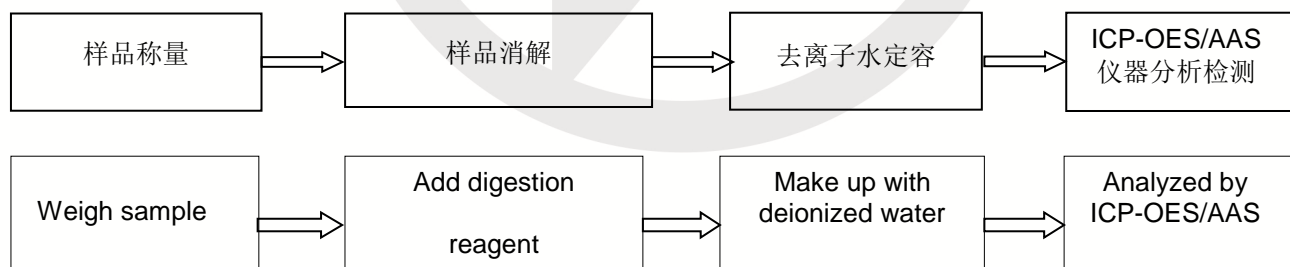 样品称量
样品消解
去离子水定容
ICP-OES/AAS
仪器分析检测
Weigh sample
Add digestion
reagent
Make up with
deionized water
Analyzed by
ICP-OES/AAS